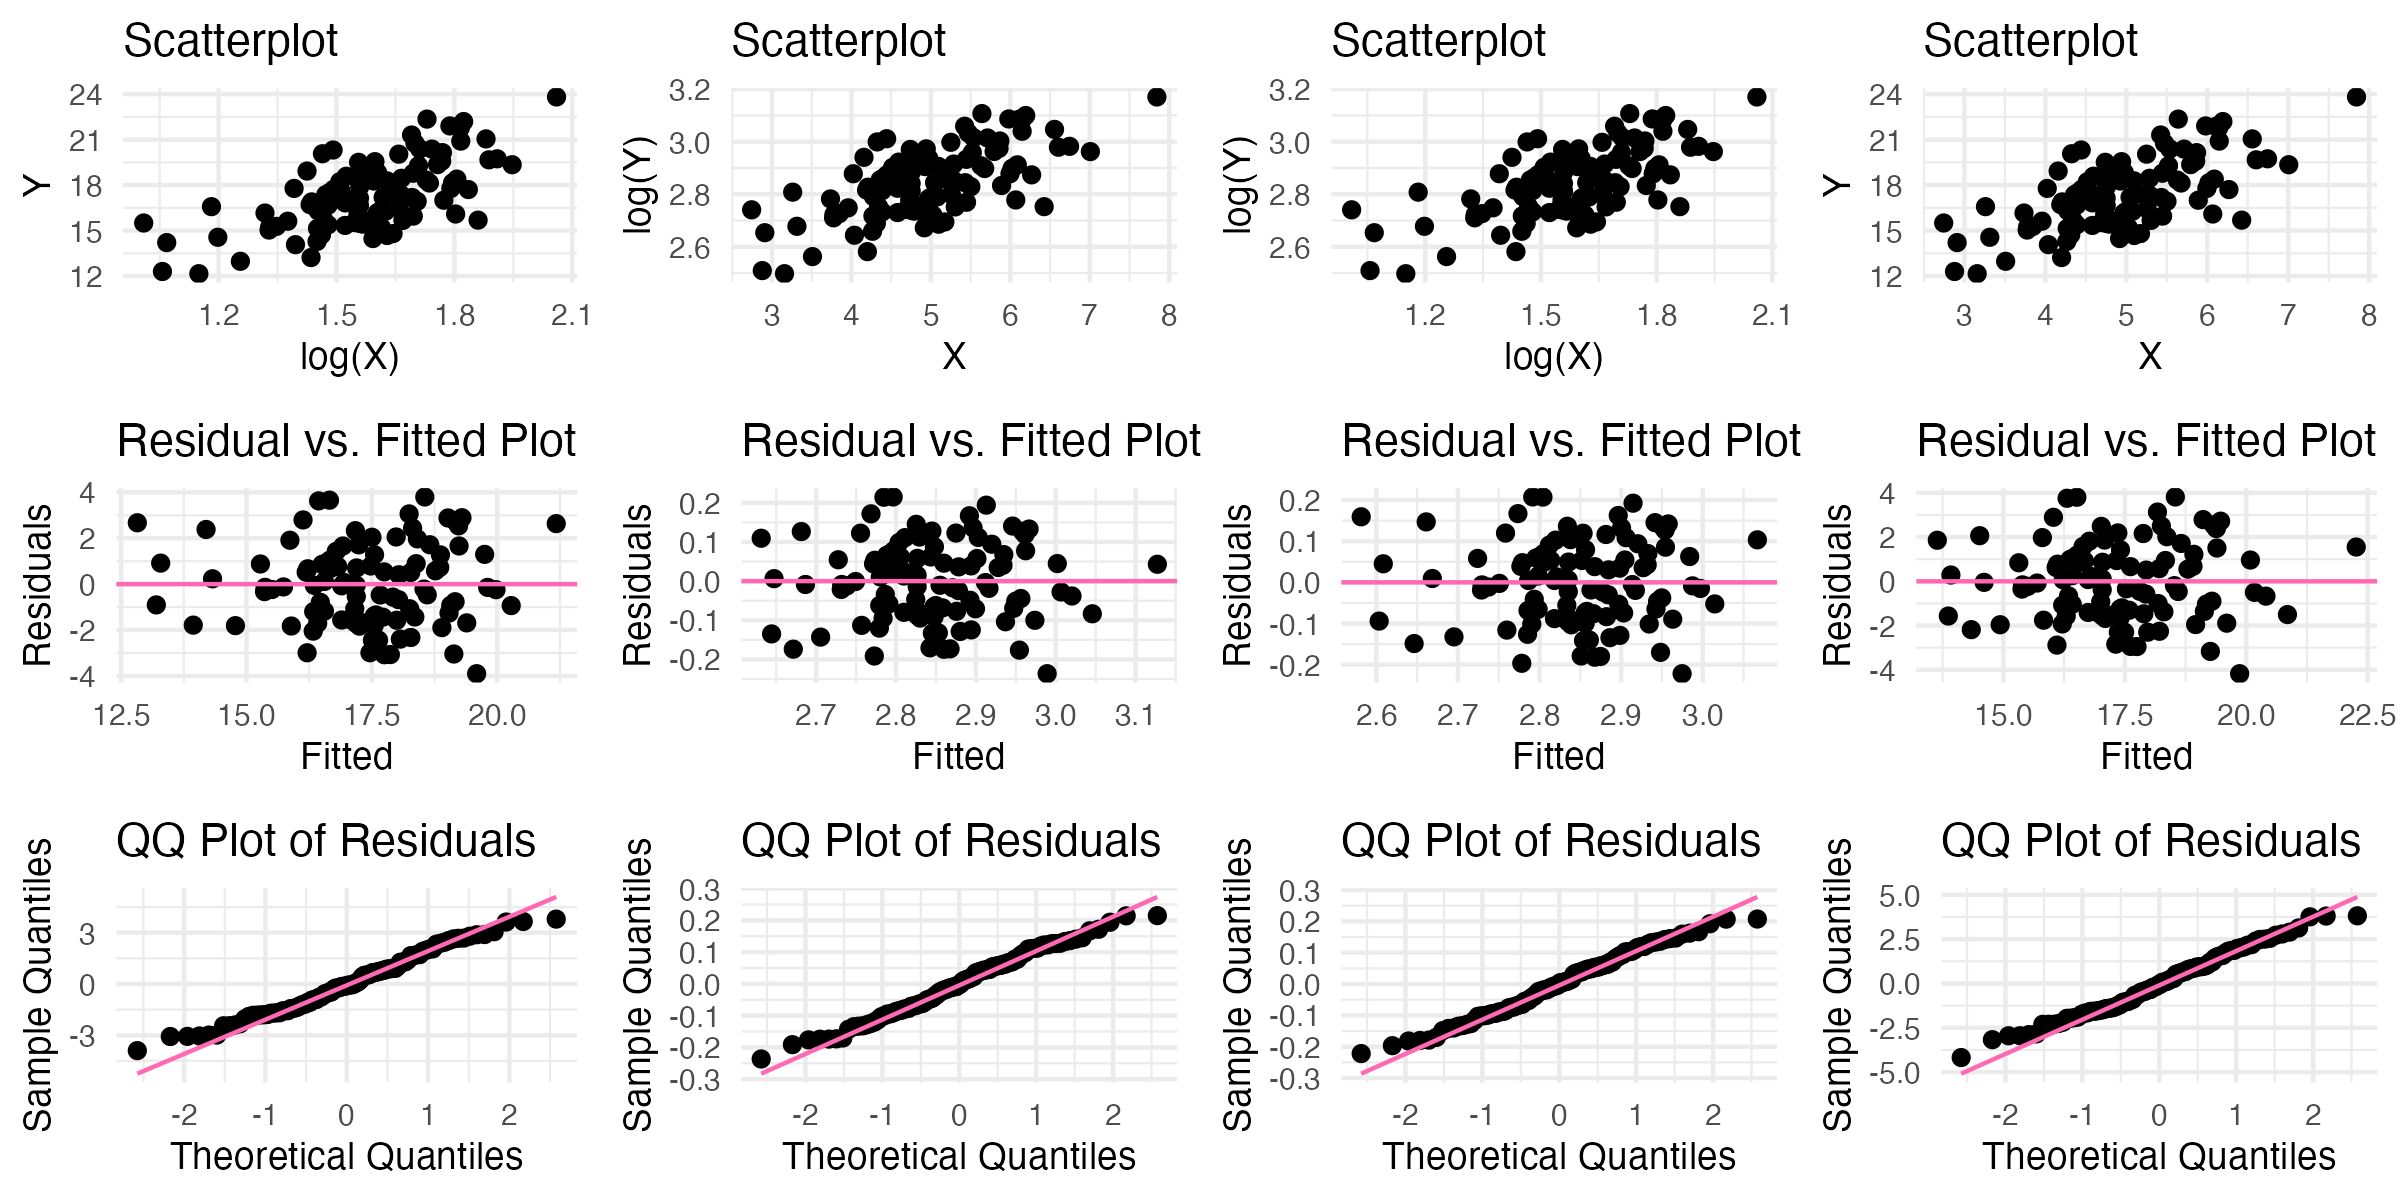 Scatterplot
Y
24
21
18
15
12
1.2 1.5 1.8 2.1
log(X)
Scatterplot
log(Y)
3.2
3.0
2.8
2.6
3 4 5 6 7 8
X
Scatterplot
log(Y)
3.2
3.0
2.8
2.6
1.2 1.5 1.8 2.1
log(X)
Scatterplot
Y
24
21
18
15
12
3 4 5 6 7 8
X
Residual vs. Fitted Plot
Residuals
4
2
0
-2
-4
12.5 15.0 17.5 20.0
Fitted
Residual vs. Fitted Plot
Residuals
0.2
0.1
0.0
-0.1
-0.2
2.7 2.8 2.9 3.0 3.1
Fitted
Residual vs. Fitted Plot
Residuals
0.2
0.1
0.0
-0.1
-0.2
2.6 2.7 2.8 2.9 3.0
Fitted
Residual vs. Fitted Plot
Residuals
4
2
0
-2
-4
15.0 17.5 20.0 22.5
Fitted
QQ Plot of Residuals
Sample Quantiles
3
0
-3
-2 -1 0 1 2
Theoretical Quantiles
QQ Plot of Residuals
Sample Quantiles
0.3
0.2
0.1
0.0
-0.1
-0.2
-0.3
-2 -1 0 1 2
Theoretical Quantiles
QQ Plot of Residuals
Sample Quantiles
0.3
0.2
0.1
0.0
-0.1
-0.2
-0.3
-2 -1 0 1 2
Theoretical Quantiles
QQ Plot of Residuals
Sample Quantiles
5.0
2.5
0.0
-2.5
-5.0
-2 -1 0 1 2
Theoretical Quantiles